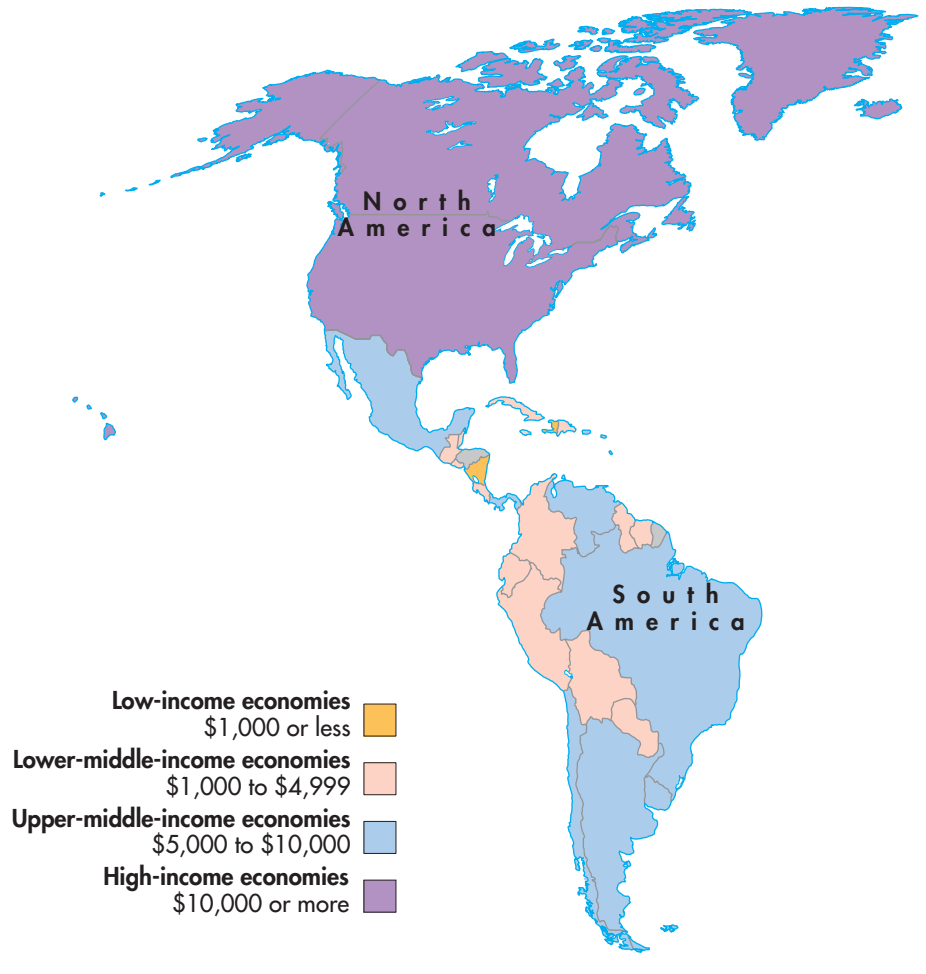 North
America
South
America
Low-income economies
$1,000 or less
Lower-middle-income economies
$1,000 to $4,999
Upper-middle-income economies
$5,000 to $10,000
High-income economies
$10,000 or more